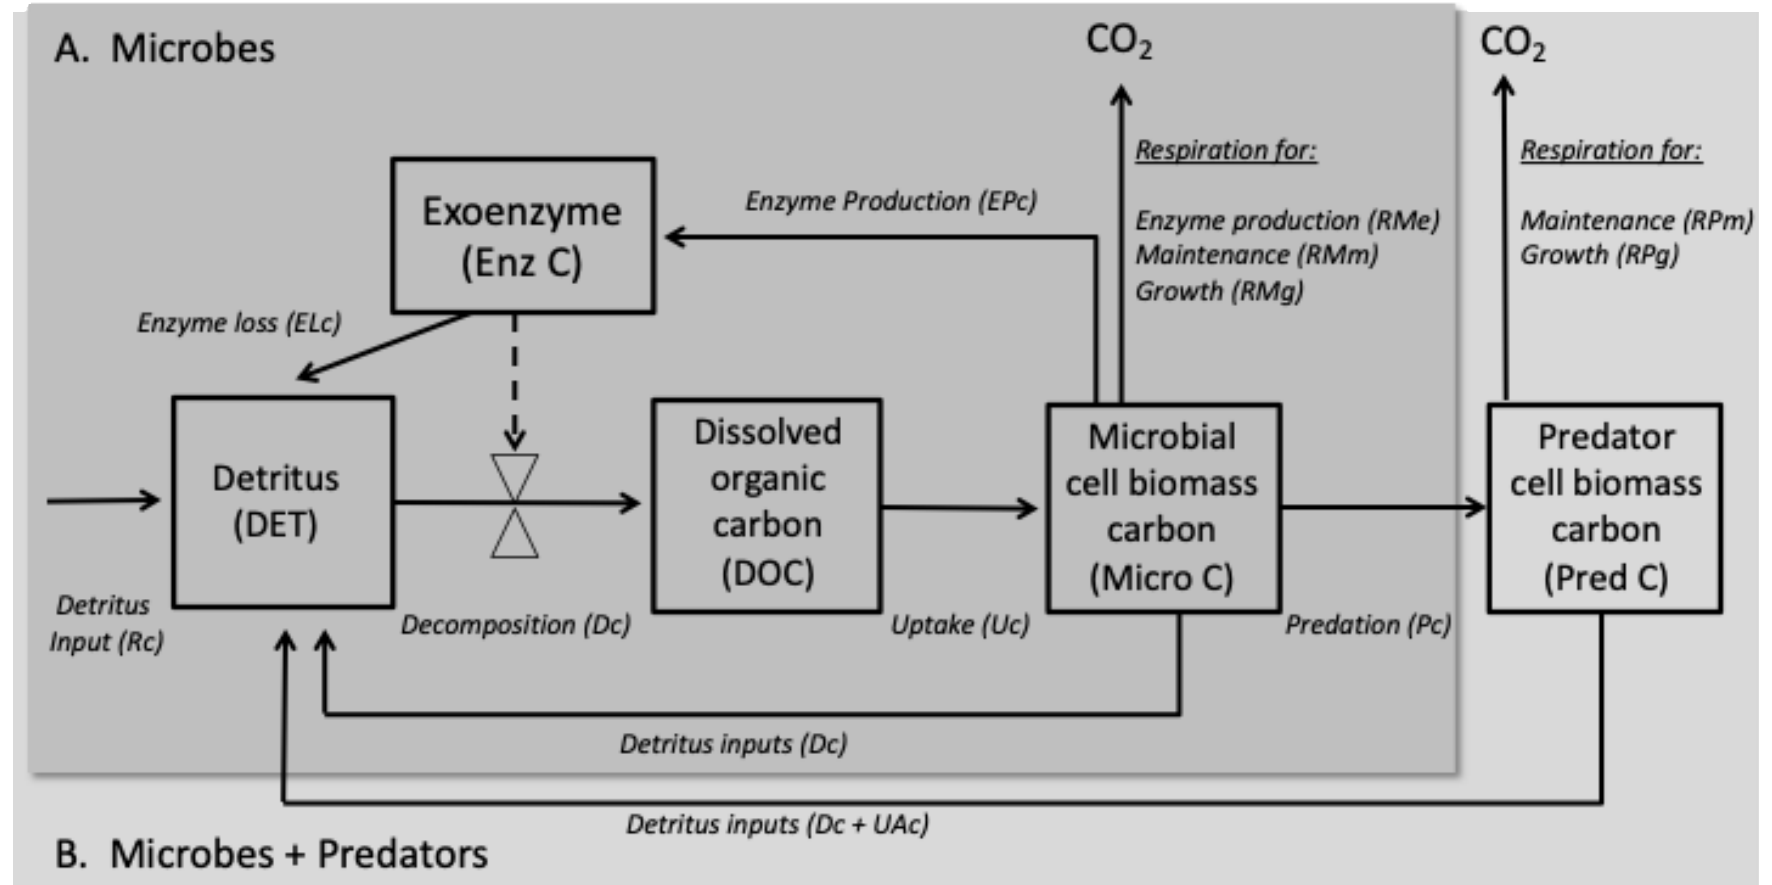 A. Microbes
CO2
CO2
Respiration for:
Enzyme production (RMe)
Maintenance (RMm)
Growth (RMg)
Respiration for:
Maintenance (RPm)
Growth (RPg)
Exoenzyme
(Enz C)
Enzyme Production (EPc)
Enzyme loss (ELc)
Detritus
(DET)
Dissolved
organic
carbon
(DOC)
Microbial
cell biomass
carbon
(Micro C)
Predator
cell biomass
carbon
(Pred C)
Detritus
Input (Rc)
Decomposition (Dc)
Uptake (Uc)
Predation (Pc)
Detritus inputs (Dc)
Detritus inputs (Dc + UAc)
B. Microbes + Predators